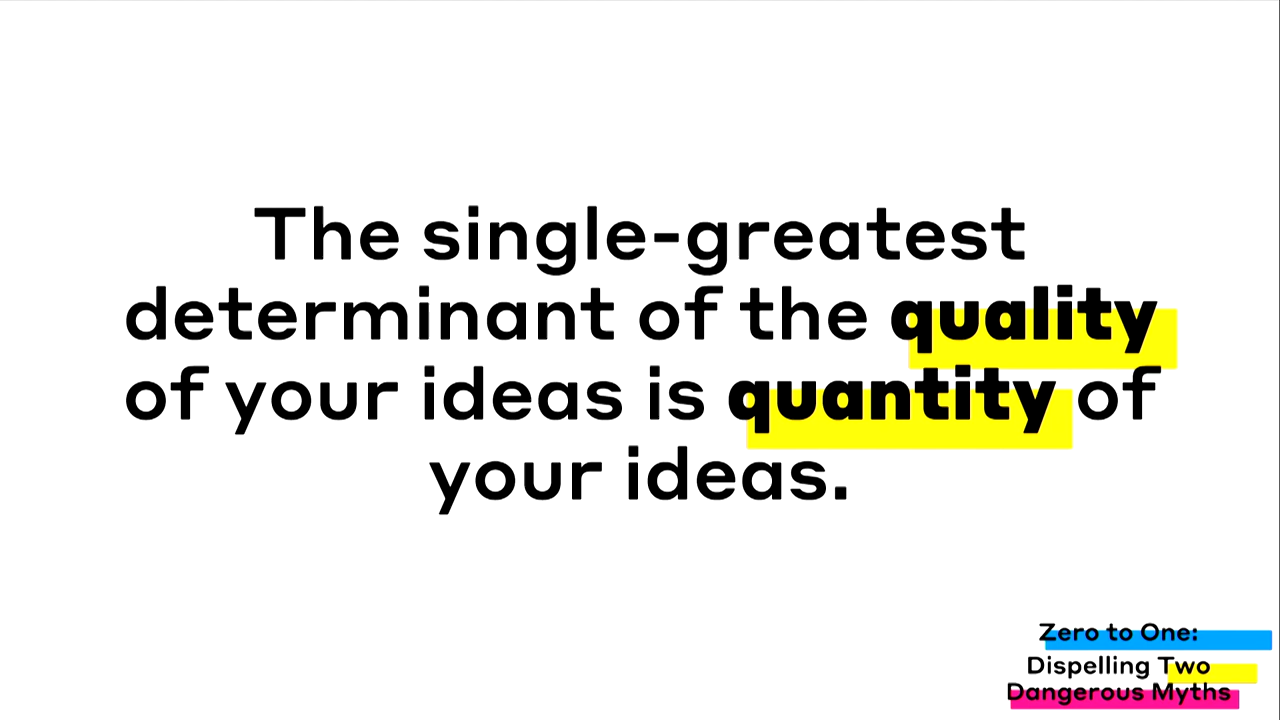 The single-greatest
determinant of the quality
of your ideas is quantity of
your ideas.
Zero to One:
Dispelling Two
Dangerous Myths